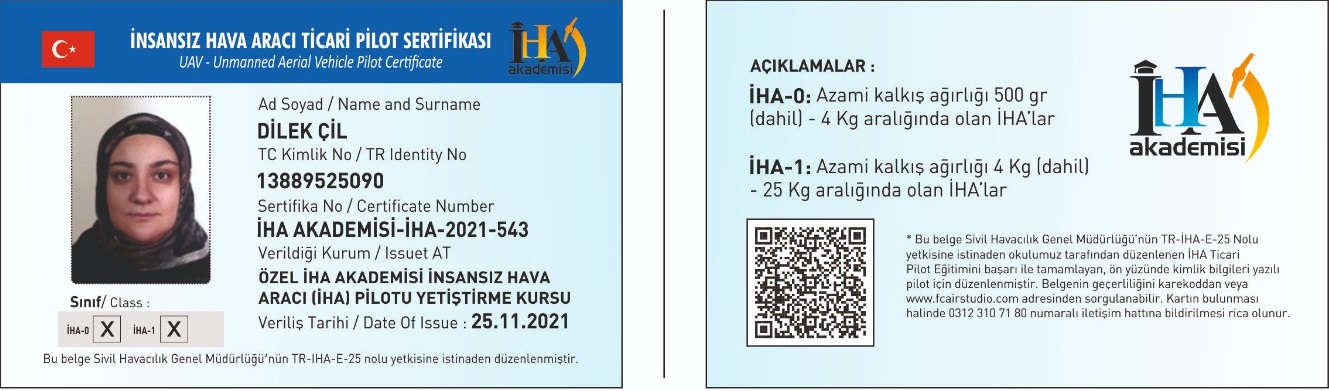 İNSANSIZ HAVA ARACI TİCARİ PİLOT SERTİFİKASI
UAV - Unmanned Aerial Vehicle Pilot Certificate
İHA
akademisi
Ad Soyad / Name and Surname
DİLEK ÇİL
TC Kimlik No / TR Identity No
13889525090
Sertifika No / Certificate Number
İHA AKADEMİSİ-İHA-2021-543
Verildiği Kurum / Issuet AT
ÖZEL İHA AKADEMİSİ İNSANSIZ HAVA
ARACI (İHA) PİLOTU YETİŞTİRME KURSU
Veriliş Tarihi / Date Of Issue : 25.11.2021
Sınıf/ Class :
İHA-0 X İHA-1 X
Bu belge Sivil Havacılık Genel Müdürlüğü'nün TR-IHA-E-25 nolu yetkisine istinaden düzenlenmiştir.
AÇIKLAMALAR :
İHA-0: Azami kalkış ağırlığı 500 gr
(dahil) - 4 Kg aralığında olan İHA'lar
İHA-1: Azami kalkış ağırlığı 4 Kg (dahil)
- 25 Kg aralığında olan İHA'lar
İHA
akademisi
* Bu belge Sivil Havacılık Genel Müdürlüğü'nün TR-İHA-E-25 Nolu
yetkisine istinaden okulumuz tarafından düzenlenen İHA Ticari
Pilot Eğitimini başarı ile tamamlayan, ön yüzünde kimlik bilgileri yazılı
pilot için düzenlenmiştir. Belgenin geçerliliğini karekoddan veya
www.fcairstudio.com adresinden sorgulanabilir. Kartın bulunması
halinde 0312 310 71 80 numaralı iletişim hattına bildirilmesi rica olunur.